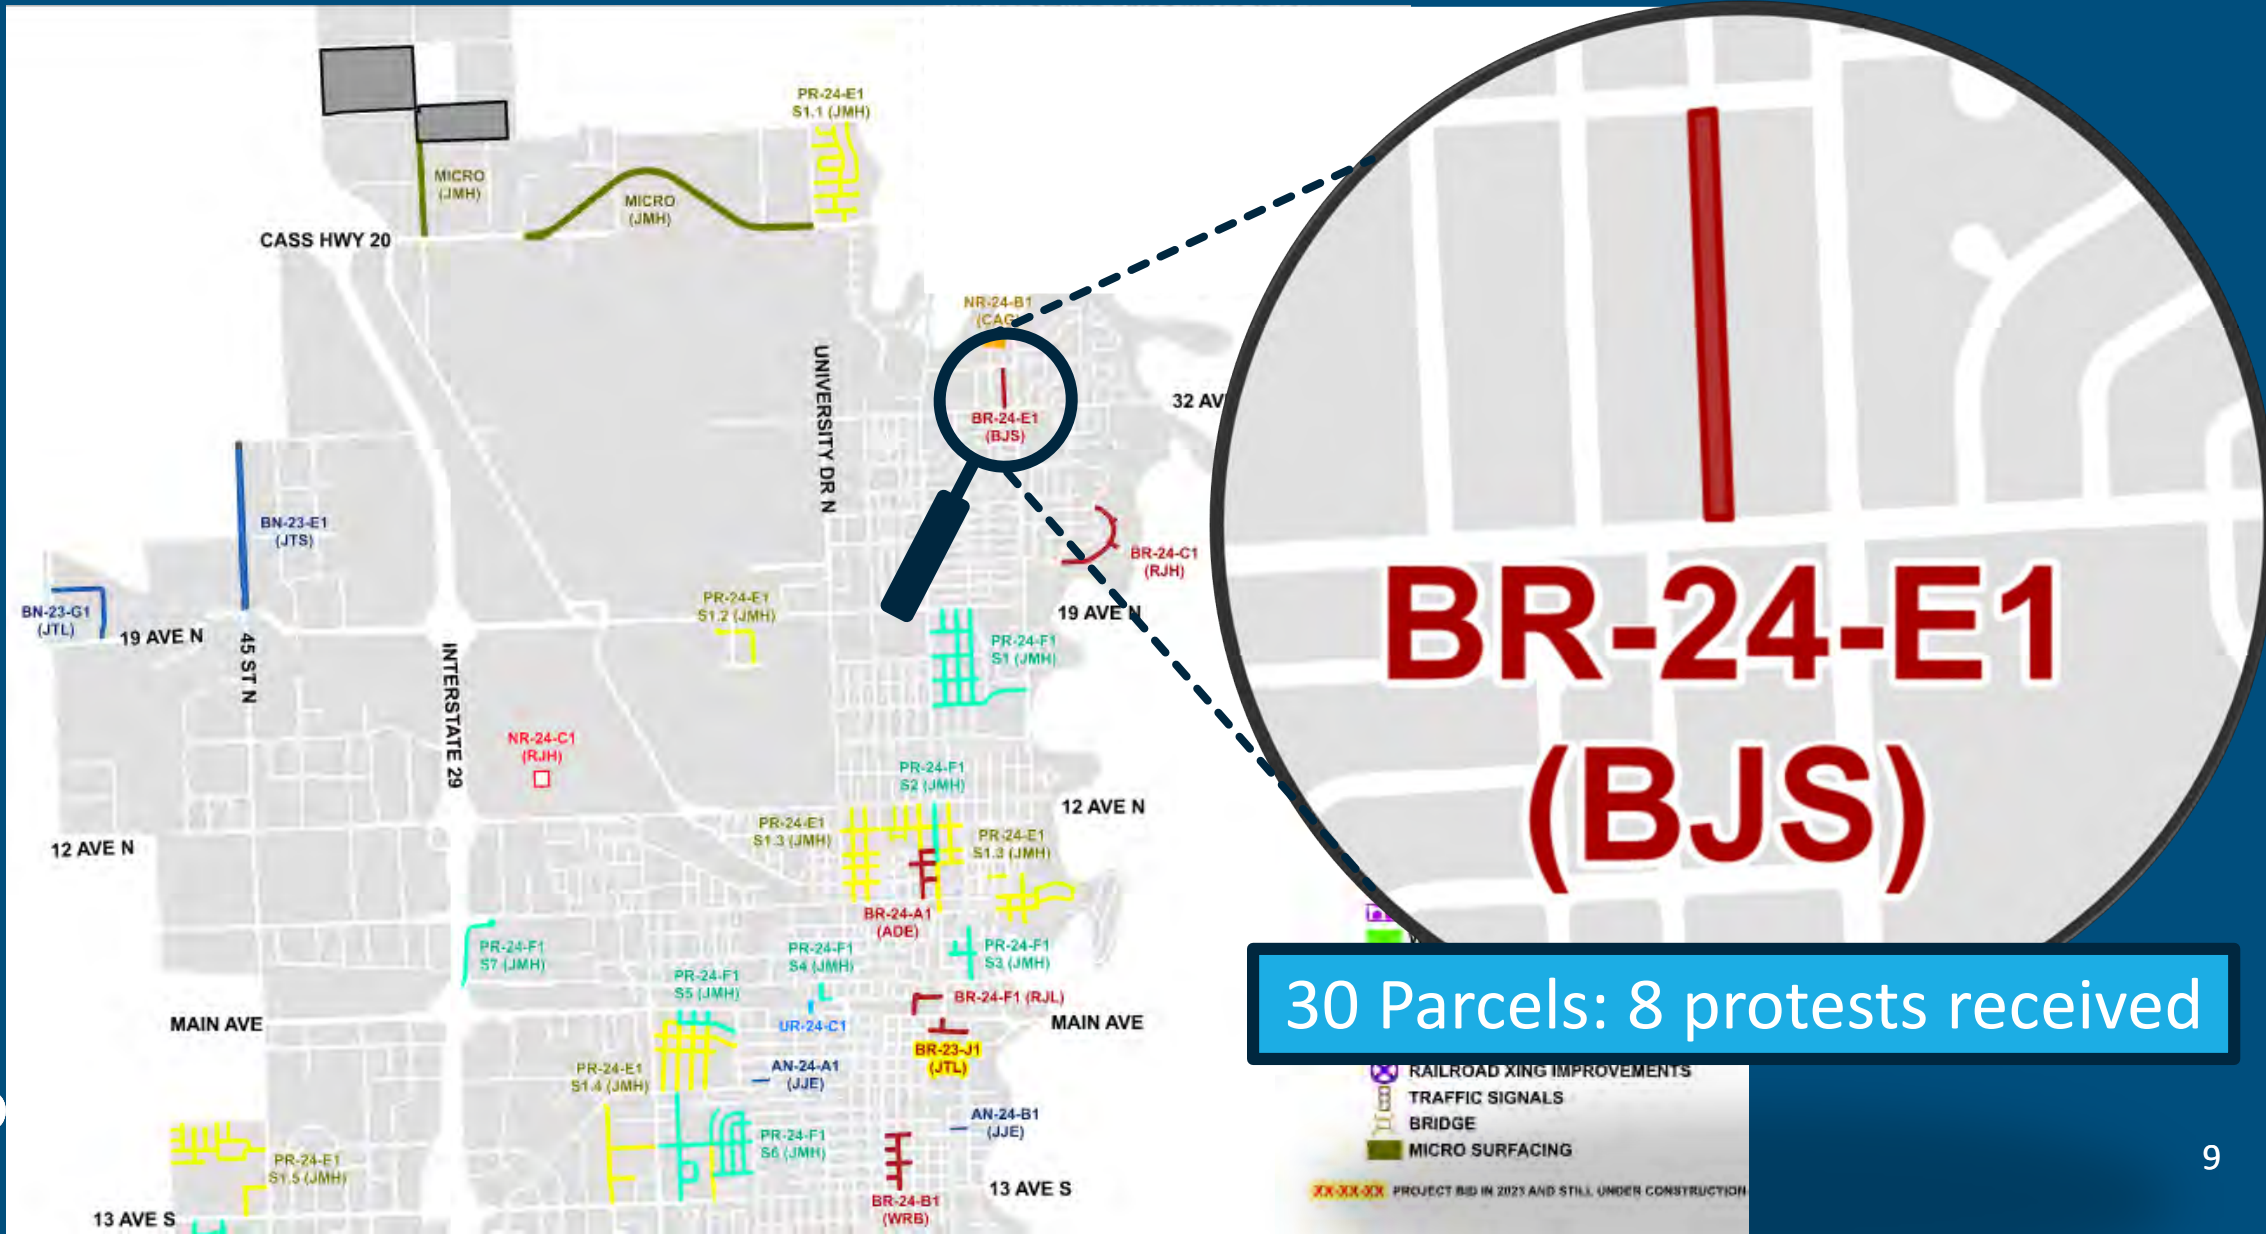 PR-24-E1
S1.1 (JMH)
MICRO
(JMH)
MICRO
(JMH)
CASS HWY 20
NR-24-B1
(CAG)
UNIVERSITY DR N
32 AV
BR-24-E1
(BJS)
BN-23-E1
(JTS)
BR-24-C1
(RJH)
BN-23-G1
(JTL)
19 AVE N
45 ST N
PR-24-E1
S1.2 (JMH)
19 AVE N
PR-24-F1
S1 (JMH)
INTERSTATE 29
NR-24-C1
(RJH)
PR-24-F1
S2 (JMH)
12 AVE N
PR-24-E1
S1.3 (JMH)
PR-24-E1
S1.3 (JMH)
12 AVE N
BR-24-A1
(ADE)
PR-24-F1
S7 (JMH)
PR-24-F1
S4 (JMH)
PR-24-F1
S3 (JMH)
PR-24-F1
S5 (JMH)
BR-24-F1 (RJL)
MAIN AVE
UR-24-C1
MAIN AVE
BR-23-J1
(JTL)
PR-24-E1
S1.4 (JMH)
AN-24-A1
(JJE)
AN-24-B1
(JJE)
PR-24-F1
S6 (JMH)
PR-24-E1
S1.5 (JMH)
BR-24-B1
(WRB)
13 AVE S
13 AVE S
BR-24-E1
(BJS)
30 Parcels: 8 protests received
RAILROAD XING IMPROVEMENTS
TRAFFIC SIGNALS
BRIDGE
MICRO SURFACING
XX-XX-XX PROJECT BID IN 2023 AND STILL UNDER CONSTRUCTION
9